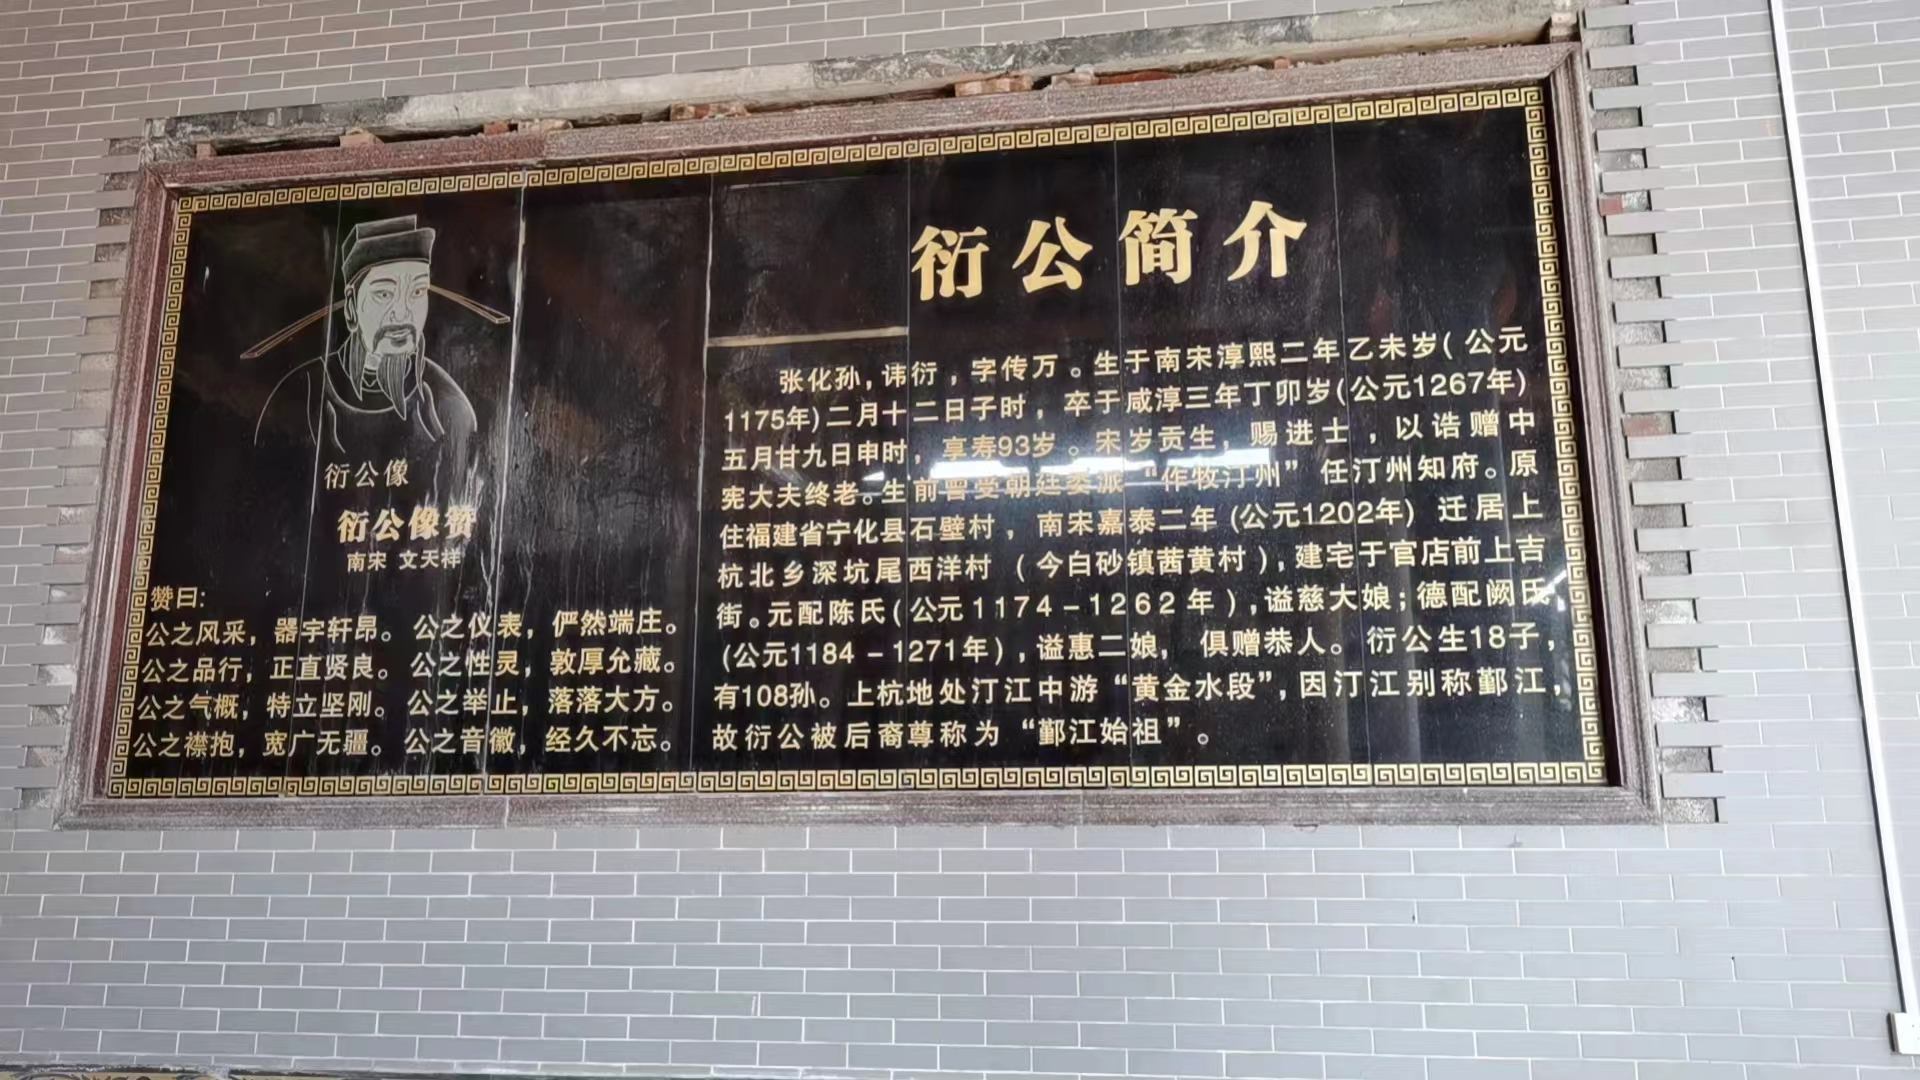 衍公像
衍公像赞
南宋 文天祥
赞曰:
公之风采，器宇轩昂。公之仪表，俨然端庄。
公之品行，正直贤良。公之性灵，敦厚允藏。
公之气概，特立坚刚。公之举止，落落大方。
公之襟抱，宽广无疆。公之音徽，经久不忘。
衍公简介
张化孙，讳衍，字传万。生于南宋淳熙二年乙未岁(公元
1175年)二月十二日子时，卒于咸淳三年丁卯岁(公元1267年)
五月廿九日申时，享寿93岁。宋岁贡生，赐进士，以诰赠中
宪大夫终老。生前曾受朝廷委派“作牧汀州”任汀州知府。原
住福建省宁化县石壁村，南宋嘉泰二年(公元1202年)迁居上
杭北乡深坑尾西洋村（今白砂镇茜黄村），建宅于官店前上吉
街。元配陈氏(公元1174-1262年)，谥慈大娘；德配阙氏
(公元1184-1271年)，谥惠二娘，俱赠恭人。衍公生18子，
有108孙。上杭地处汀江中游“黄金水段”，因汀江别称鄞江，
故衍公被后裔尊称为“鄞江始祖”。